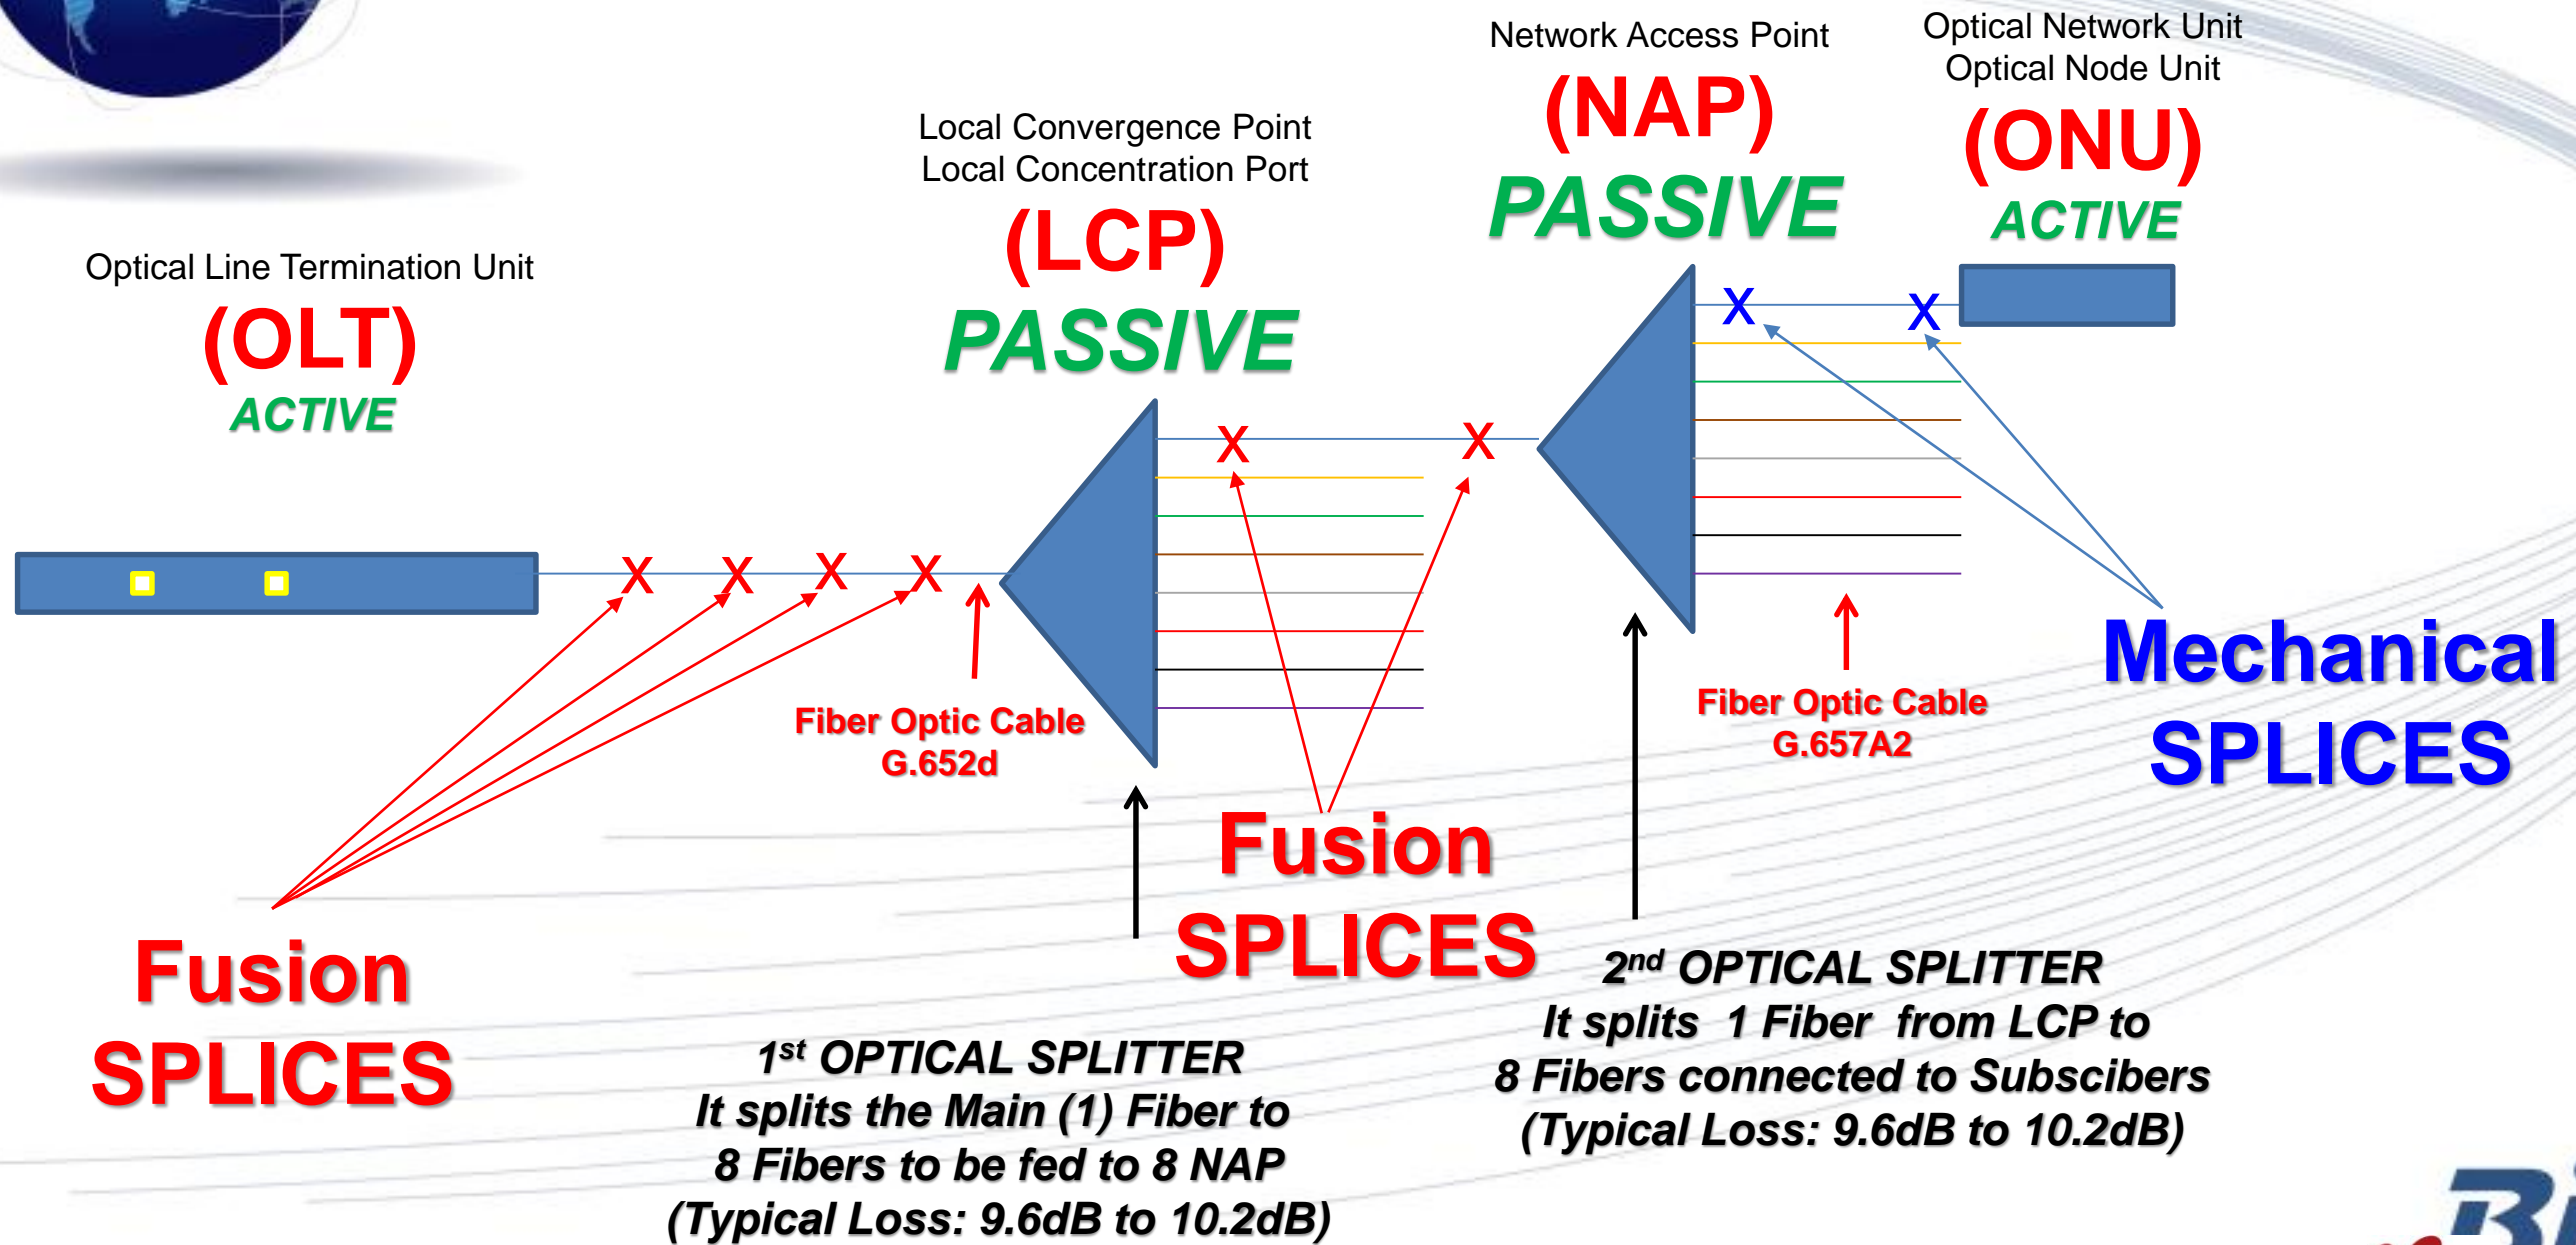 Network Access Point
(NAP)
PASSIVE
Optical Network Unit
Optical Node Unit
(ONU)
ACTIVE
Local Convergence Point
Local Concentration Port
(LCP)
PASSIVE
Optical Line Termination Unit
(OLT)
ACTIVE
X X X X
X X
X X
Fiber Optic Cable
G.652d
Fiber Optic Cable
G.657A2
Mechanical
SPLICES
Fusion
SPLICES
Fusion
SPLICES
1st OPTICAL SPLITTER
It splits the Main (1) Fiber to
8 Fibers to be fed to 8 NAP
(Typical Loss: 9.6dB to 10.2dB)
2nd OPTICAL SPLITTER
It splits 1 Fiber from LCP to
8 Fibers connected to Subscibers
(Typical Loss: 9.6dB to 10.2dB)